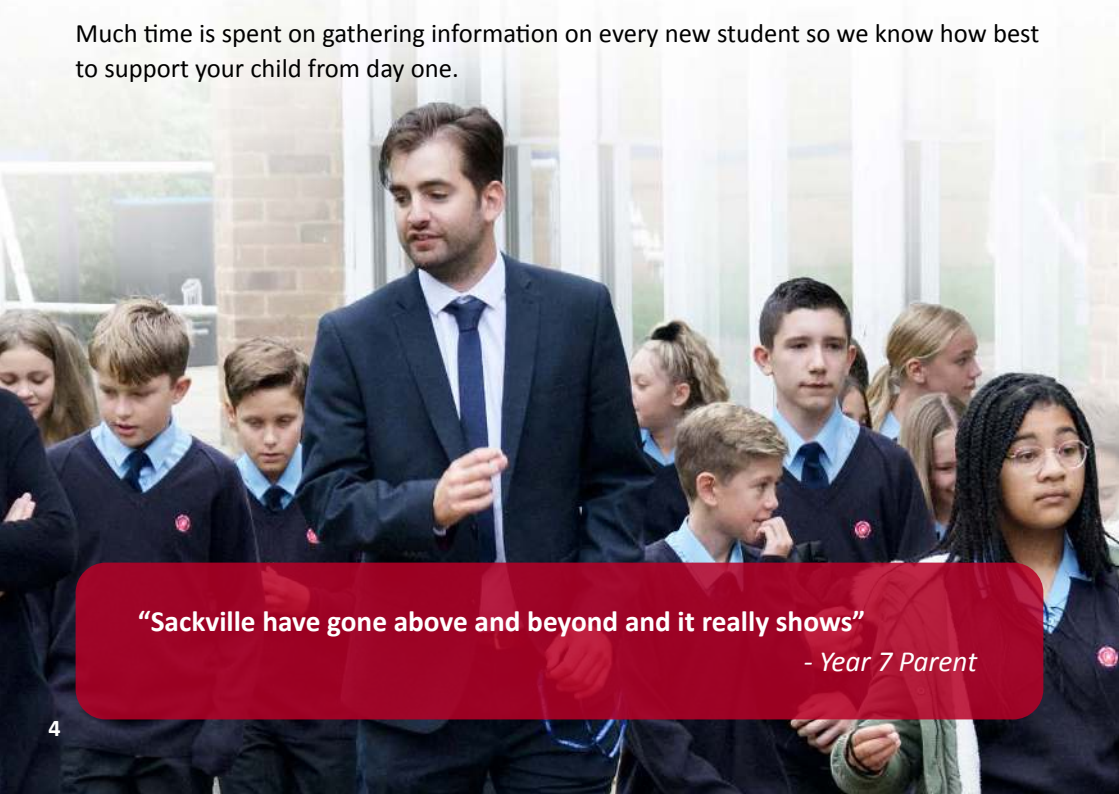 Much time is spent on gathering information on every new student so we know how best
to support your child from day one.
“Sackville have gone above and beyond and it really shows”
- Year 7 Parent
4